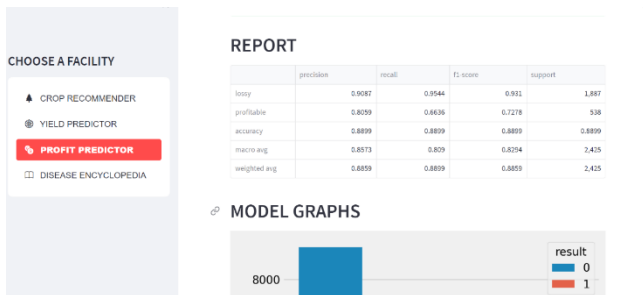 CHOOSE A FACILITY
CROP RECOMMENDER
YIELD PREDICTOR
PROFIT PREDICTOR
DISEASE ENCYCLOPEDIA
REPORT
precision recall f1-score support
lossy 0.9087 0.9544 0.931 1,887
profitable 0.8059 0.6636 0.7278 538
accuracy 0.8899 0.8899 0.8899 0.8899
macro avg 0.8573 0.809 0.8294 2,425
weighted avg 0.8859 0.8899 0.8859 2,425
MODEL GRAPHS
result
0
8000
1